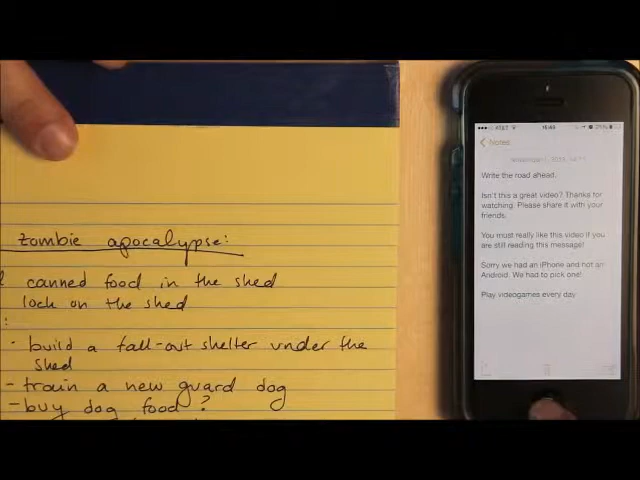 zombie apocalypse:
canned food in the shed
lock on the shed
:
· build a fall-out shelter under the
shed
- train a new guard dog
- buy dog food?
AT&T
Notes
Write the road ahead.
Isn't this a great video? Thanks for
watching. Please share it with your
friends.
You must really like this video if you
are still reading this message!
Sorry we had an iPhone and not an
Android. We had to pick one!
Play videogames every day